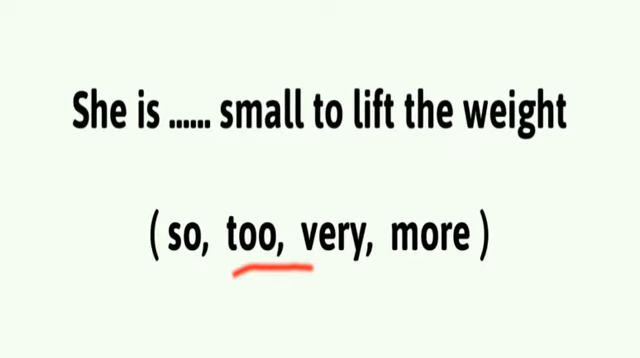 She is ...... small to lift the weight
( so, too, very, more )